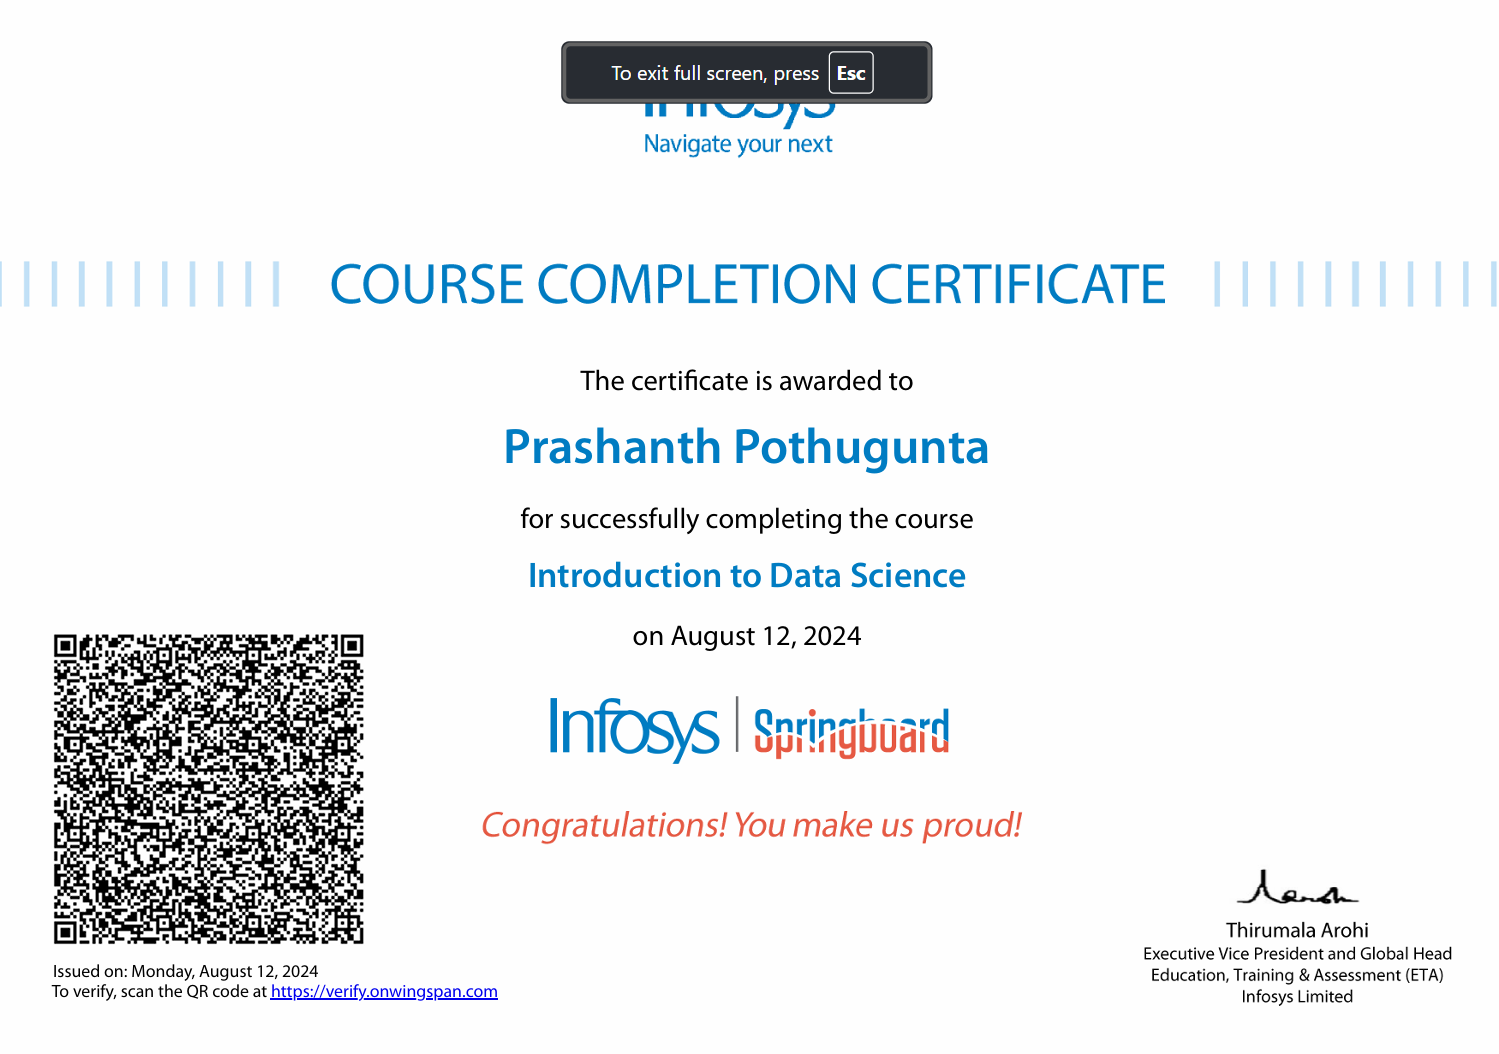 To exit full screen, press Esc
Infosys
Navigate your next
COURSE COMPLETION CERTIFICATE
The certificate is awarded to
Prashanth Pothugunta
for successfully completing the course
Introduction to Data Science
on August 12, 2024
Infosys | Springboard
Congratulations! You make us proud!
Thirumala Arohi
Executive Vice President and Global Head
Education, Training & Assessment (ETA)
Infosys Limited
Issued on: Monday, August 12, 2024
To verify, scan the QR code at https://verify.onwingspan.com